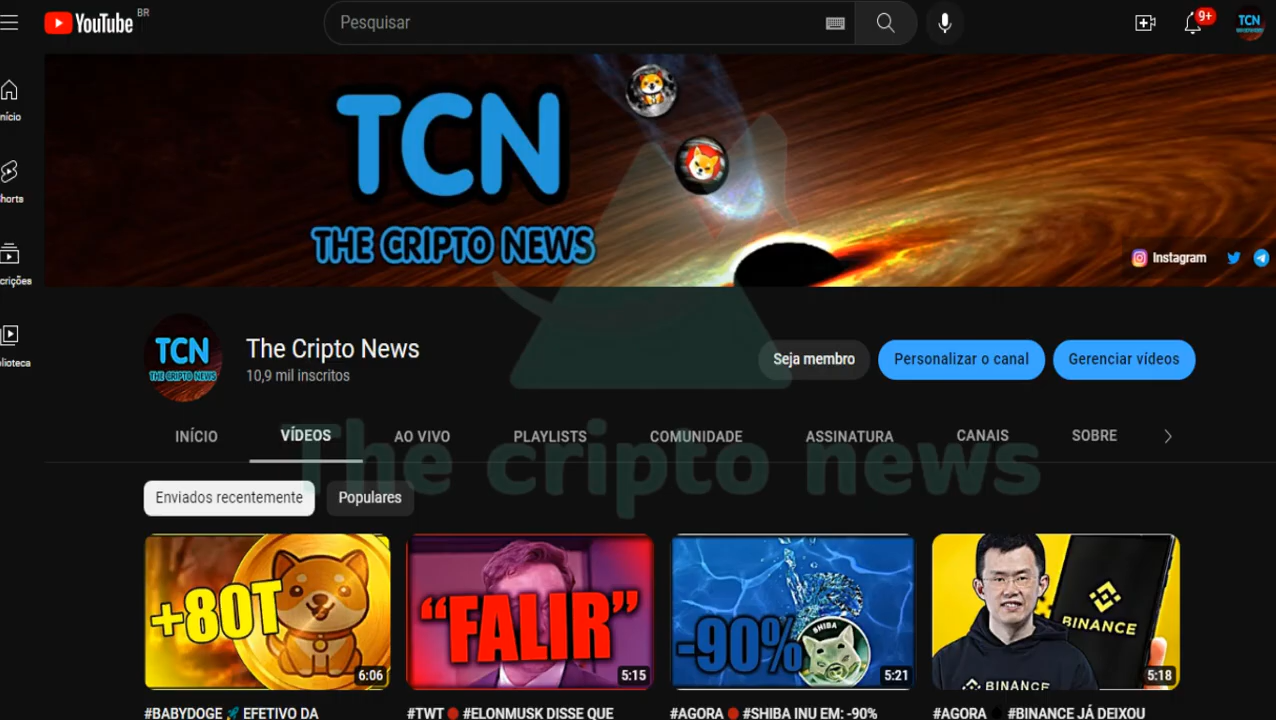 YouTube BR
Pesquisar
9+
TCN
TCN
THE CRIPTO NEWS
Instagram
nício
horts
crições
blioteca
TCN
THE CRIPTO NEWS
The Cripto News
10,9 mil inscritos
Seja membro
Personalizar o canal
Gerenciar vídeos
INÍCIO
VÍDEOS
AO VIVO
PLAYLISTS
COMUNIDADE
ASSINATURA
CANAIS
SOBRE
The cripto news
Enviados recentemente
Populares
+80T
6:06
“FALIR”
5:15
-90%
SHIBA
5:21
BINANCE
BINANCE
5:18
#BABYDOGE 🚀 EFETIVO DA
#TWT 🔴 #ELONMUSK DISSE QUE
#AGORA 🔴 #SHIBA INU EM: -90%
#AGORA ⚫ #BINANCE JÁ DEIXOU